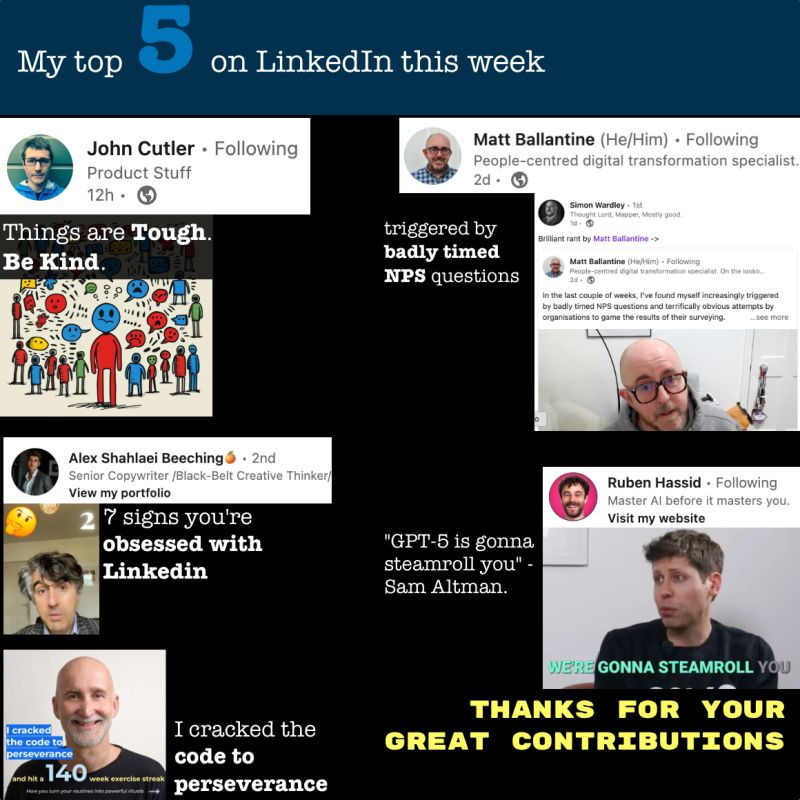 My top 5 on LinkedIn this week
John Cutler • Following
Product Stuff
12h •
Things are Tough.
Be Kind.
Matt Ballantine (He/Him) • Following
People-centred digital transformation specialist.
2d •
triggered by
badly timed
NPS questions
Simon Wardley • 1st
Thought Lord, Mapper, Mostly good.
1d •
Brilliant rant by Matt Ballantine ->
Matt Ballantine (He/Him) • Following
People-centred digital transformation specialist. On the looko...
2d •
In the last couple of weeks, I've found myself increasingly triggered
by badly timed NPS questions and terrifically obvious attempts by
organisations to game the results of their surveying. ...see more
Alex Shahlaei Beeching • 2nd
Senior Copywriter /Black-Belt Creative Thinker/
View my portfolio
2
7 signs you're
obsessed with
Linkedin
Ruben Hassid • Following
Master AI before it masters you.
Visit my website
"GPT-5 is gonna
steamroll you" -
Sam Altman.
WE'RE GONNA STEAMROLL YOU
I cracked
the code to
perseverance
and hit a 140 week exercise streak
How you turn your routines into powerful rituals
I cracked the
code to
perseverance
THANKS FOR YOUR
GREAT CONTRIBUTIONS